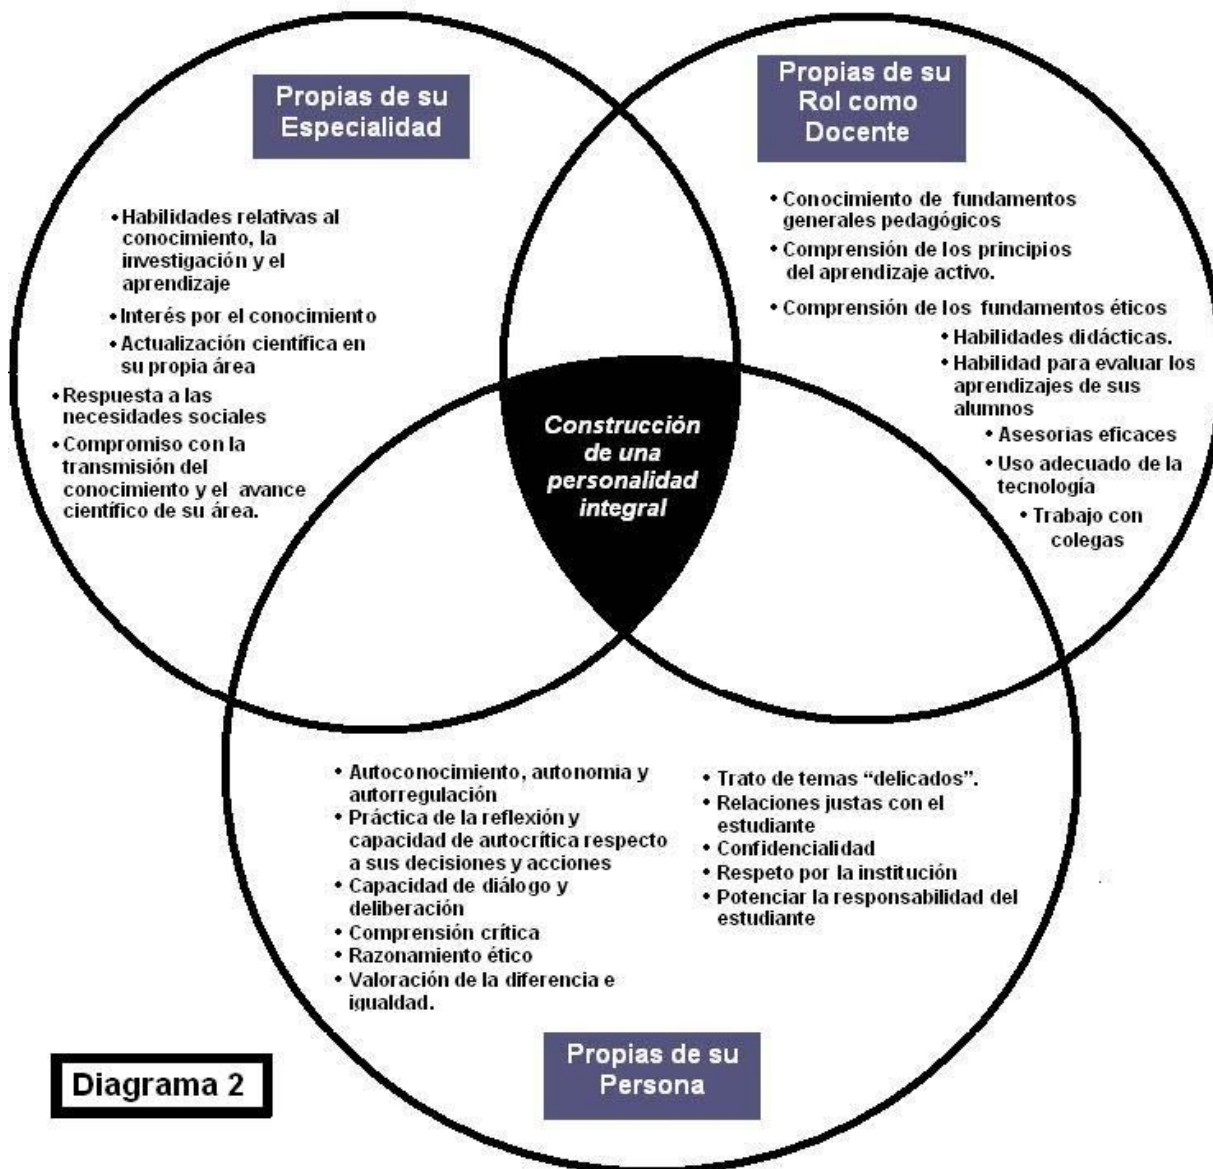 Propias de su
Especialidad
• Habilidades relativas al
conocimiento, la
investigación y el
aprendizaje
• Interés por el conocimiento
• Actualización científica en
su propia área
• Respuesta a las
necesidades sociales
• Compromiso con la
transmisión del
conocimiento y el avance
científico de su área.
Propias de su
Rol como
Docente
• Conocimiento de fundamentos
generales pedagógicos
• Comprensión de los principios
del aprendizaje activo.
• Comprensión de los fundamentos éticos
• Habilidades didácticas.
• Habilidad para evaluar los
aprendizajes de sus
alumnos
• Asesorías eficaces
• Uso adecuado de la
tecnología
• Trabajo con
colegas
Construcción
de una
personalidad
integral
• Autoconocimiento, autonomía y
autorregulación
• Práctica de la reflexión y
capacidad de autocrítica respecto
a sus decisiones y acciones
• Capacidad de diálogo y
deliberación
• Comprensión crítica
• Razonamiento ético
• Valoración de la diferencia e
igualdad.
• Trato de temas “delicados”.
• Relaciones justas con el
estudiante
• Confidencialidad
• Respeto por la institución
• Potenciar la responsabilidad del
estudiante
Propias de su
Persona
Diagrama 2